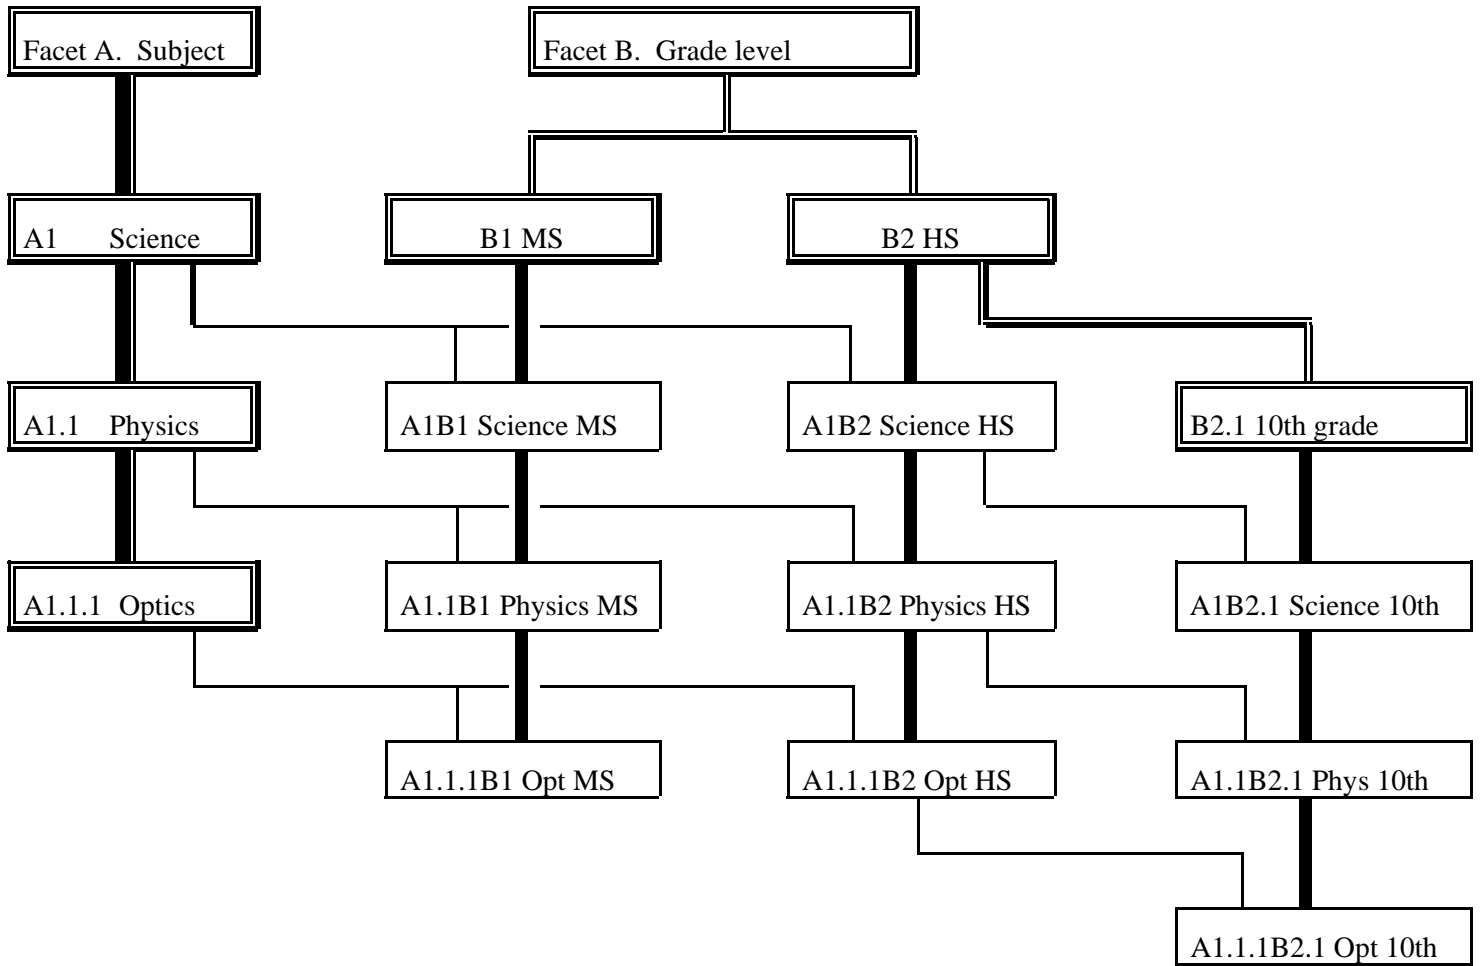 Facet A. Subject
Facet B. Grade level
A1 Science
B1 MS
B2 HS
A1.1 Physics
A1B1 Science MS
A1B2 Science HS
B2.1 10th grade
A1.1.1 Optics
A1.1B1 Physics MS
A1.1B2 Physics HS
A1B2.1 Science 10th
A1.1.1B1 Opt MS
A1.1.1B2 Opt HS
A1.1B2.1 Phys 10th
A1.1.1B2.1 Opt 10th